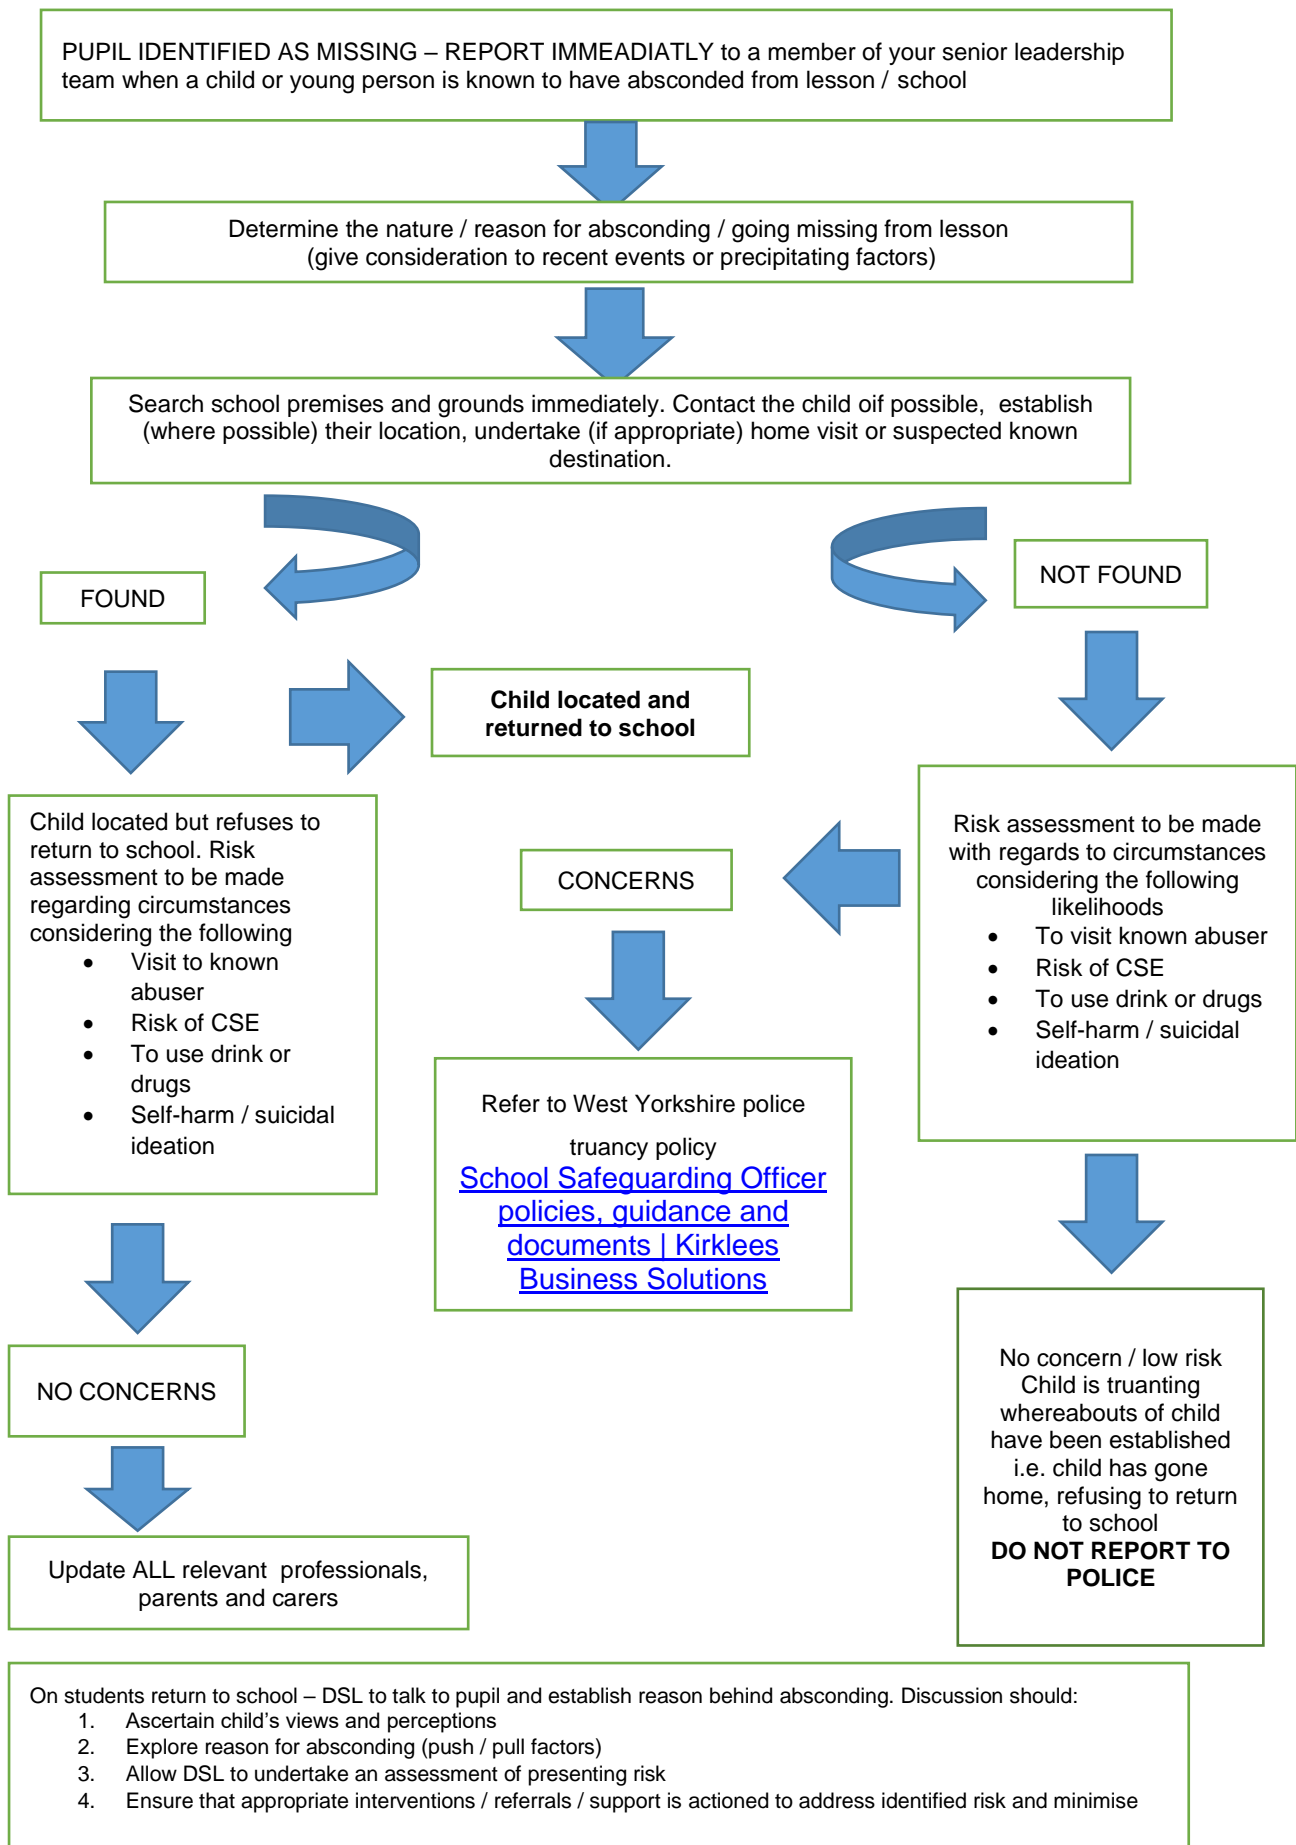 PUPIL IDENTIFIED AS MISSING – REPORT IMMEADIATLY to a member of your senior leadership
team when a child or young person is known to have absconded from lesson / school
Determine the nature / reason for absconding / going missing from lesson
(give consideration to recent events or precipitating factors)
Search school premises and grounds immediately. Contact the child oif possible, establish
(where possible) their location, undertake (if appropriate) home visit or suspected known
destination.
FOUND
NOT FOUND
Child located and
returned to school
Child located but refuses to
return to school. Risk
assessment to be made
regarding circumstances
considering the following
• Visit to known
abuser
• Risk of CSE
• To use drink or
drugs
• Self-harm / suicidal
ideation
CONCERNS
Risk assessment to be made
with regards to circumstances
considering the following
likelihoods
• To visit known abuser
• Risk of CSE
• To use drink or drugs
• Self-harm / suicidal
ideation
Refer to West Yorkshire police
truancy policy
School Safeguarding Officer
policies, guidance and
documents | Kirklees
Business Solutions
NO CONCERNS
No concern / low risk
Child is truanting
whereabouts of child
have been established
i.e. child has gone
home, refusing to return
to school
DO NOT REPORT TO
POLICE
Update ALL relevant professionals,
parents and carers
On students return to school – DSL to talk to pupil and establish reason behind absconding. Discussion should:
1. Ascertain child’s views and perceptions
2. Explore reason for absconding (push / pull factors)
3. Allow DSL to undertake an assessment of presenting risk
4. Ensure that appropriate interventions / referrals / support is actioned to address identified risk and minimise